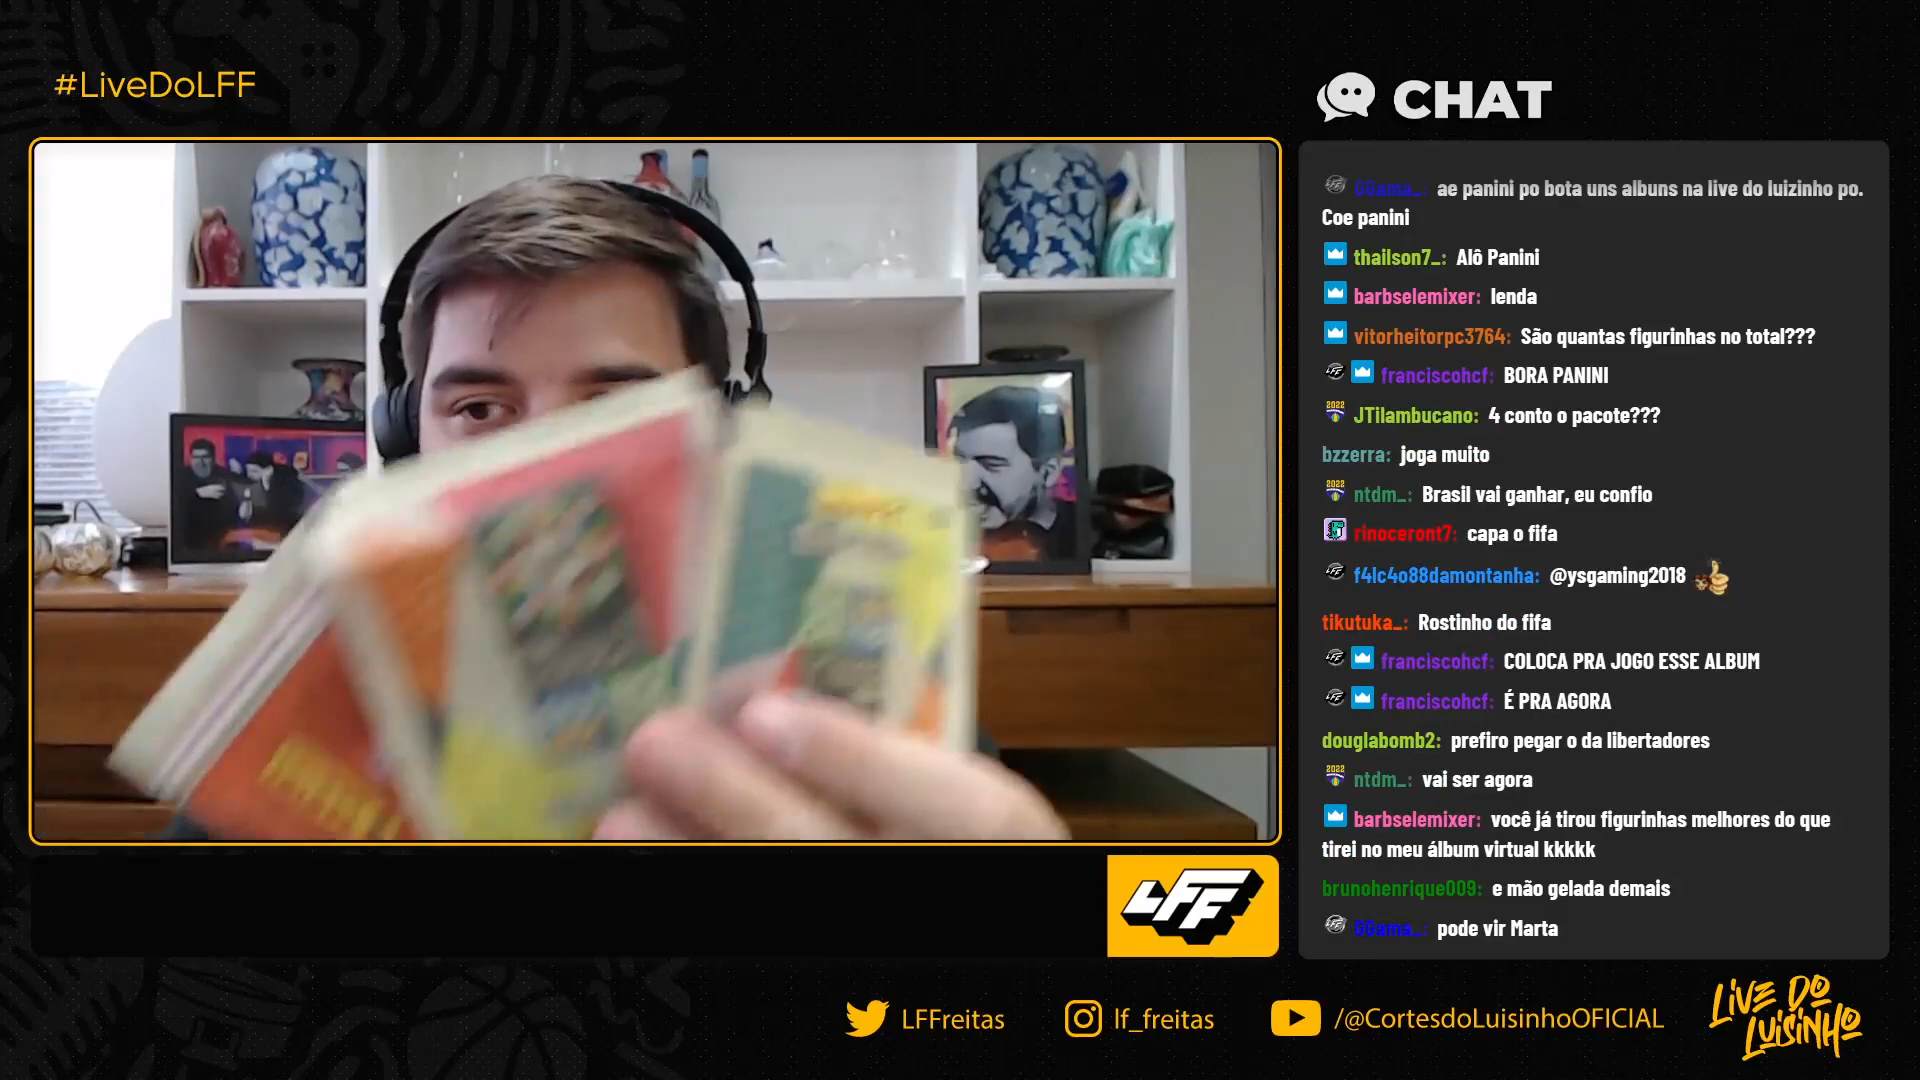 #LiveDoLFF
CHAT
GGama_: ae panini po bota uns albuns na live do luizinho po.
Coe panini
thailson7_: Alô Panini
barbselemixer: lenda
vitorheitorpc3764: São quantas figurinhas no total???
franciscohcf: BORA PANINI
JTilambucano: 4 conto o pacote???
bzzerra: joga muito
ntdm_: Brasil vai ganhar, eu confio
rinoceront7: capa o fifa
f4lc4o88damontanha: @ysgaming2018
tikutuka_: Rostinho do fifa
franciscohcf: COLOCA PRA JOGO ESSE ALBUM
franciscohcf: É PRA AGORA
douglabomb2: prefiro pegar o da libertadores
ntdm_: vai ser agora
barbselemixer: você já tirou figurinhas melhores do que
tirei no meu álbum virtual kkkkk
brunohenrique009: e mão gelada demais
GGama_: pode vir Marta
LFF
LFFreitas
lf_freitas
/@CortesdoLuisinhoOFICIAL
LIVE DO
LUISINHO